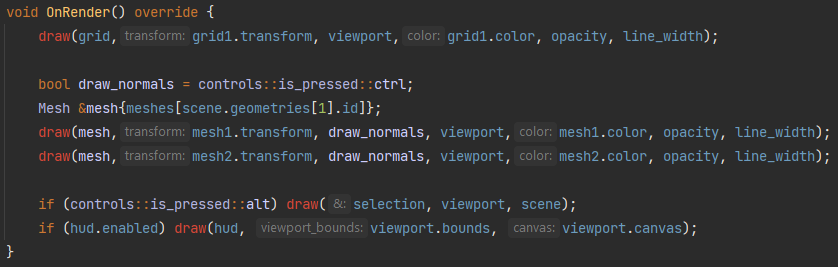 void OnRender() override {
    draw(grid, transform: grid1.transform, viewport, color: grid1.color, opacity, line_width);
    bool draw_normals = controls::is_pressed::ctrl;
    Mesh &mesh{meshes[scene.geometries[1].id]};
    draw(mesh, transform: mesh1.transform, draw_normals, viewport, color: mesh1.color, opacity, line_width);
    draw(mesh, transform: mesh2.transform, draw_normals, viewport, color: mesh2.color, opacity, line_width);
    if (controls::is_pressed::alt) draw( &: selection, viewport, scene);
    if (hud.enabled) draw(hud, viewport_bounds: viewport.bounds, canvas: viewport.canvas);
}